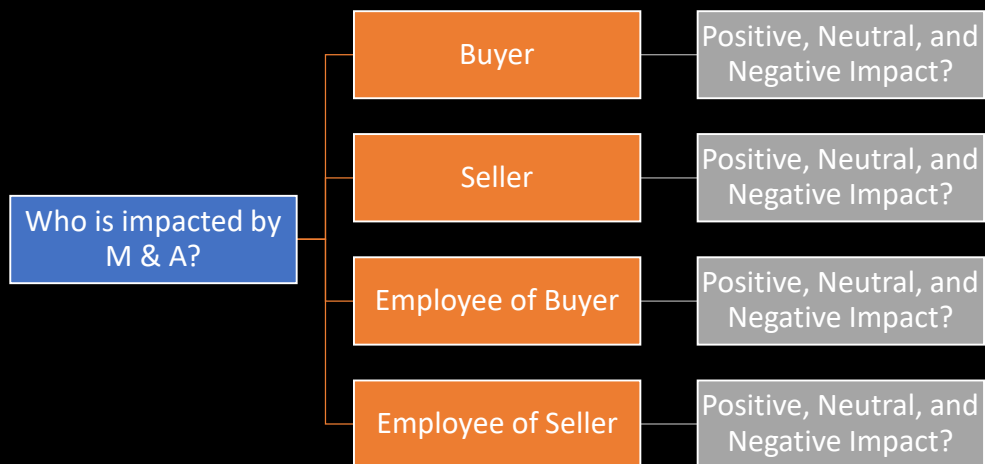 Who is impacted by
M & A?
Buyer
Positive, Neutral, and
Negative Impact?
Seller
Positive, Neutral, and
Negative Impact?
Employee of Buyer
Positive, Neutral, and
Negative Impact?
Employee of Seller
Positive, Neutral, and
Negative Impact?